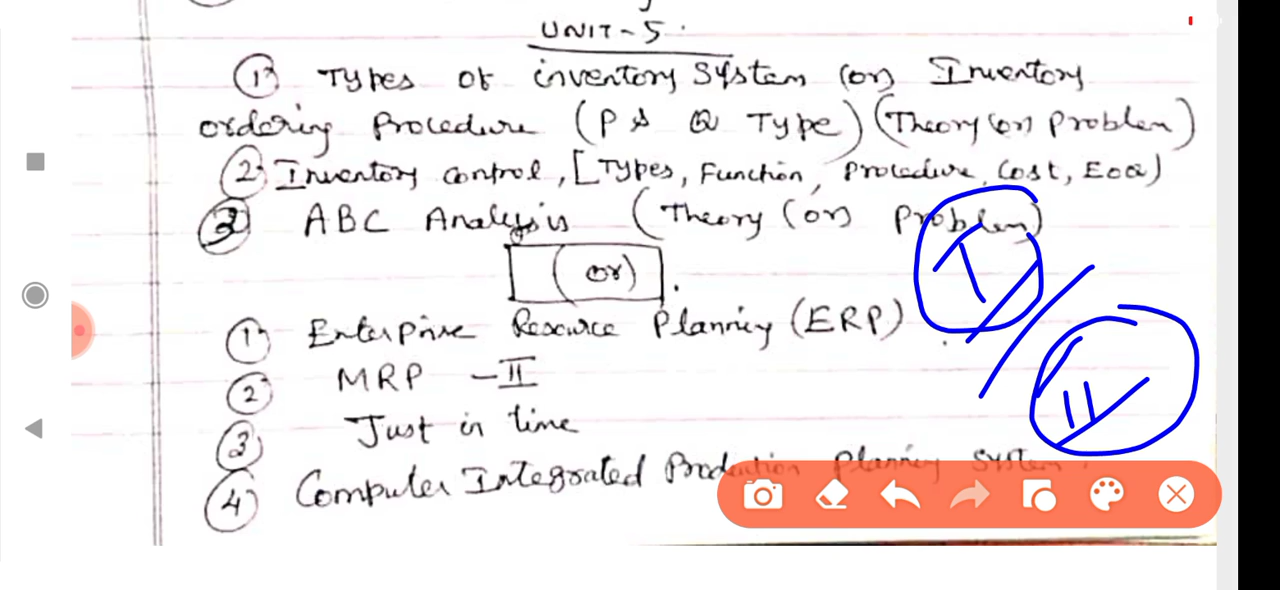 UNIT-5.
① Types of inventory System (or) Inventory
ordering Procedure (P & Q Type) (Theory (or) Problem)
② Inventory control, [Types, Function, Procedure, Cost, EOQ)
③ ABC Analysis (Theory (or) Problem)
(or).
① Enterprise Resource Planning (ERP)
② MRP - II
③ Just in time
④ Computer Integrated Production Planning System.
I / II